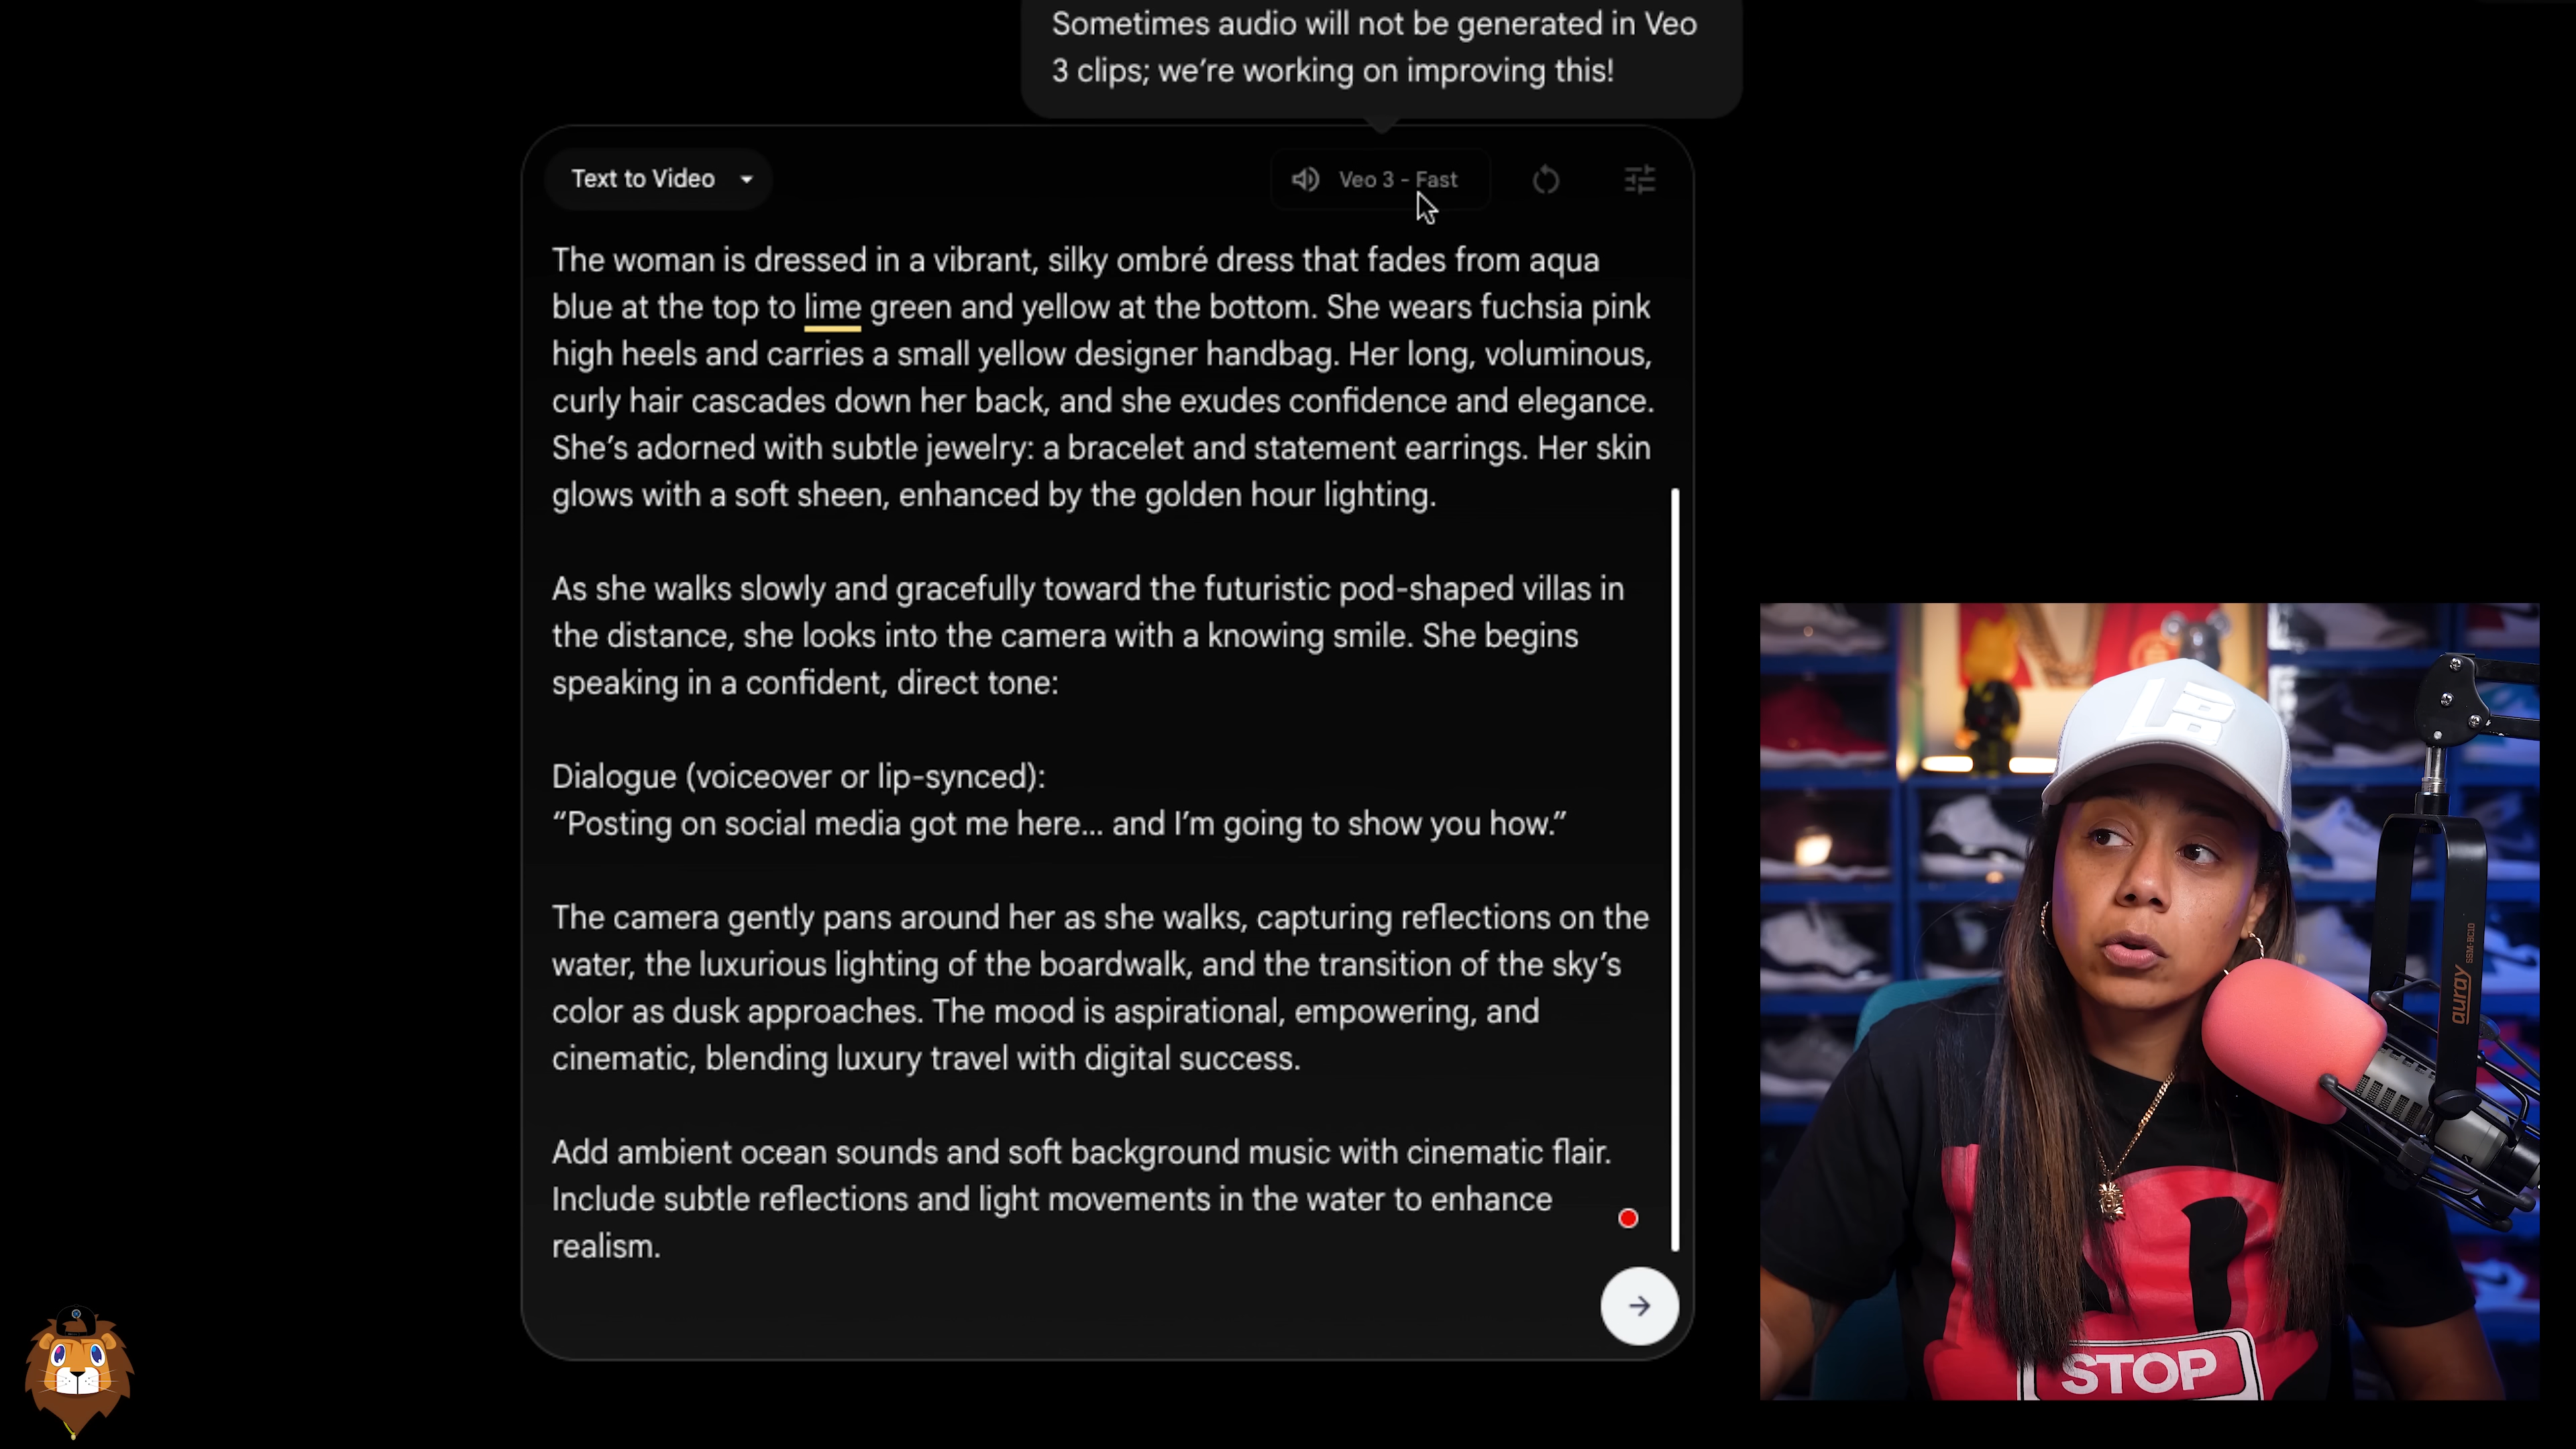 Sometimes audio will not be generated in Veo
3 clips; we're working on improving this!
Text to Video
Veo 3 - Fast
The woman is dressed in a vibrant, silky ombré dress that fades from aqua
blue at the top to lime green and yellow at the bottom. She wears fuchsia pink
high heels and carries a small yellow designer handbag. Her long, voluminous,
curly hair cascades down her back, and she exudes confidence and elegance.
She's adorned with subtle jewelry: a bracelet and statement earrings. Her skin
glows with a soft sheen, enhanced by the golden hour lighting.
As she walks slowly and gracefully toward the futuristic pod-shaped villas in
the distance, she looks into the camera with a knowing smile. She begins
speaking in a confident, direct tone:
Dialogue (voiceover or lip-synced):
“Posting on social media got me here... and I'm going to show you how.”
The camera gently pans around her as she walks, capturing reflections on the
water, the luxurious lighting of the boardwalk, and the transition of the sky's
color as dusk approaches. The mood is aspirational, empowering, and
cinematic, blending luxury travel with digital success.
Add ambient ocean sounds and soft background music with cinematic flair.
Include subtle reflections and light movements in the water to enhance
realism.
auray SSM-BC10
STOP